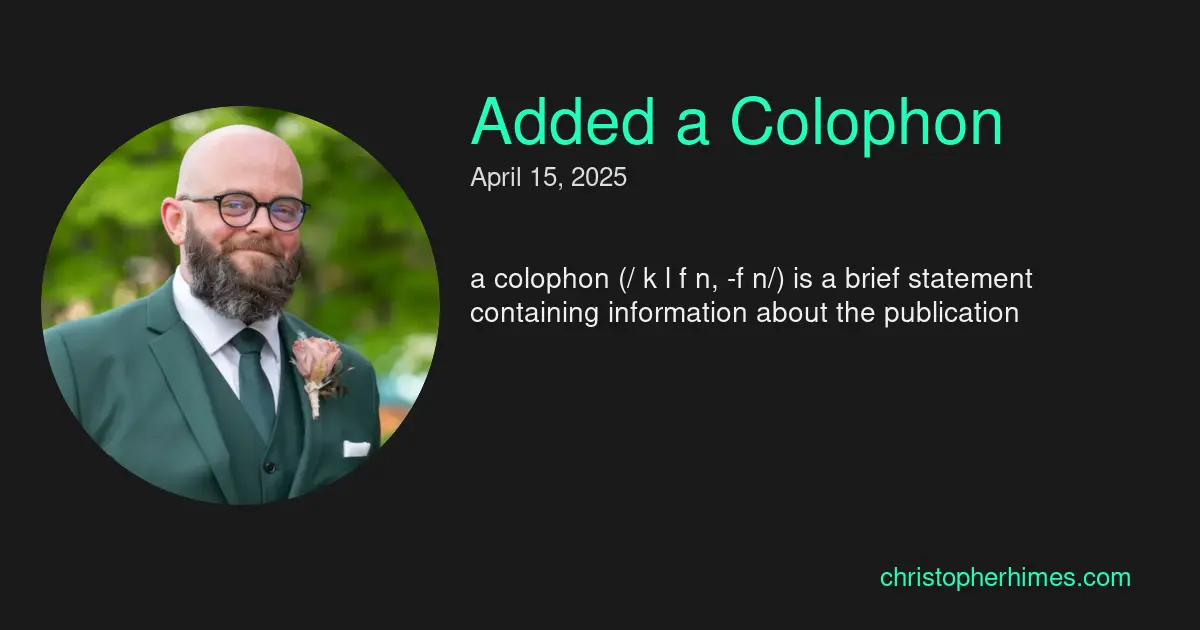 Added a Colophon
April 15, 2025
a colophon (/ k l f n, -f n/) is a brief statement
containing information about the publication
christopherhimes.com